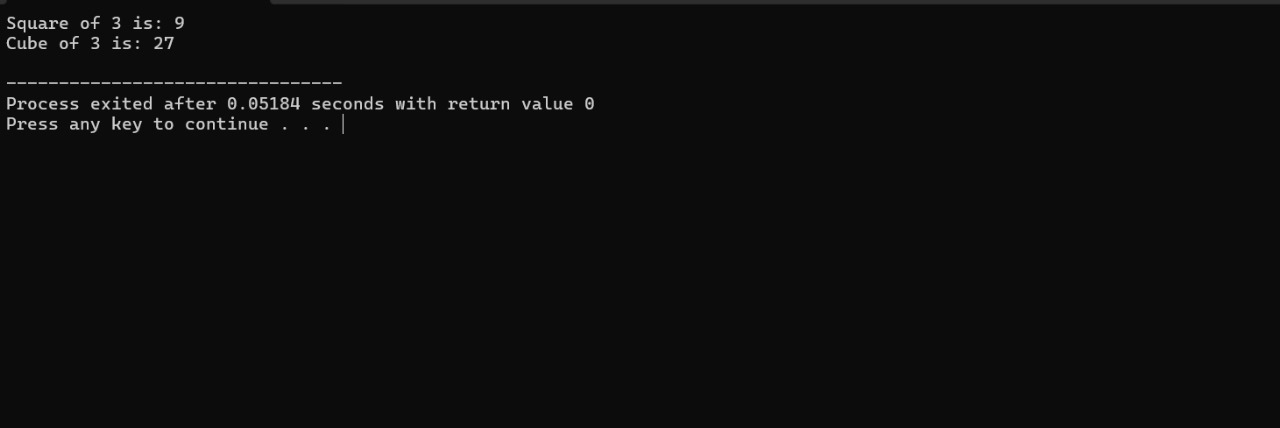 Square of 3 is: 9
Cube of 3 is: 27
--------------------------------
Process exited after 0.05184 seconds with return value 0
Press any key to continue . . .